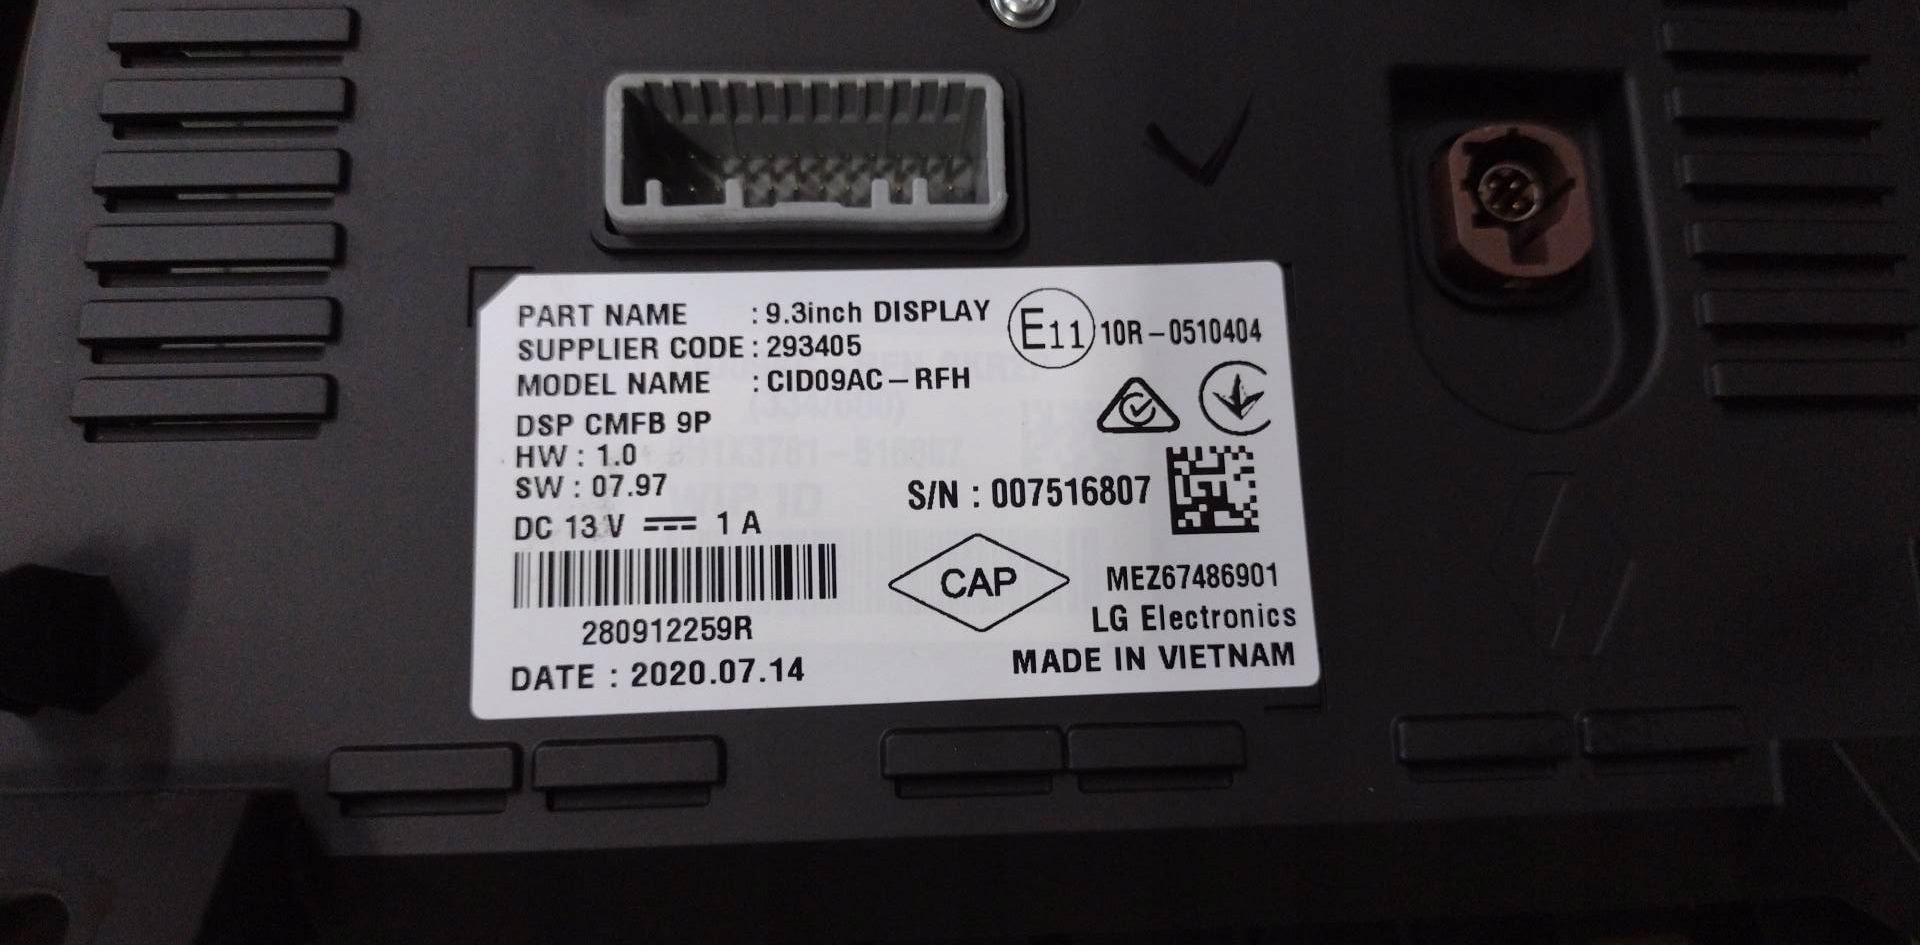 PART NAME : 9.3inch DISPLAY
SUPPLIER CODE : 293405
MODEL NAME : CID09AC-RFH
DSP CMFB 9P
HW : 1.0
SW : 07.97
DC 13 V ⎓ 1 A
280912259R
DATE : 2020.07.14
E11 10R-0510404
S/N : 007516807
CAP
MEZ67486901
LG Electronics
MADE IN VIETNAM